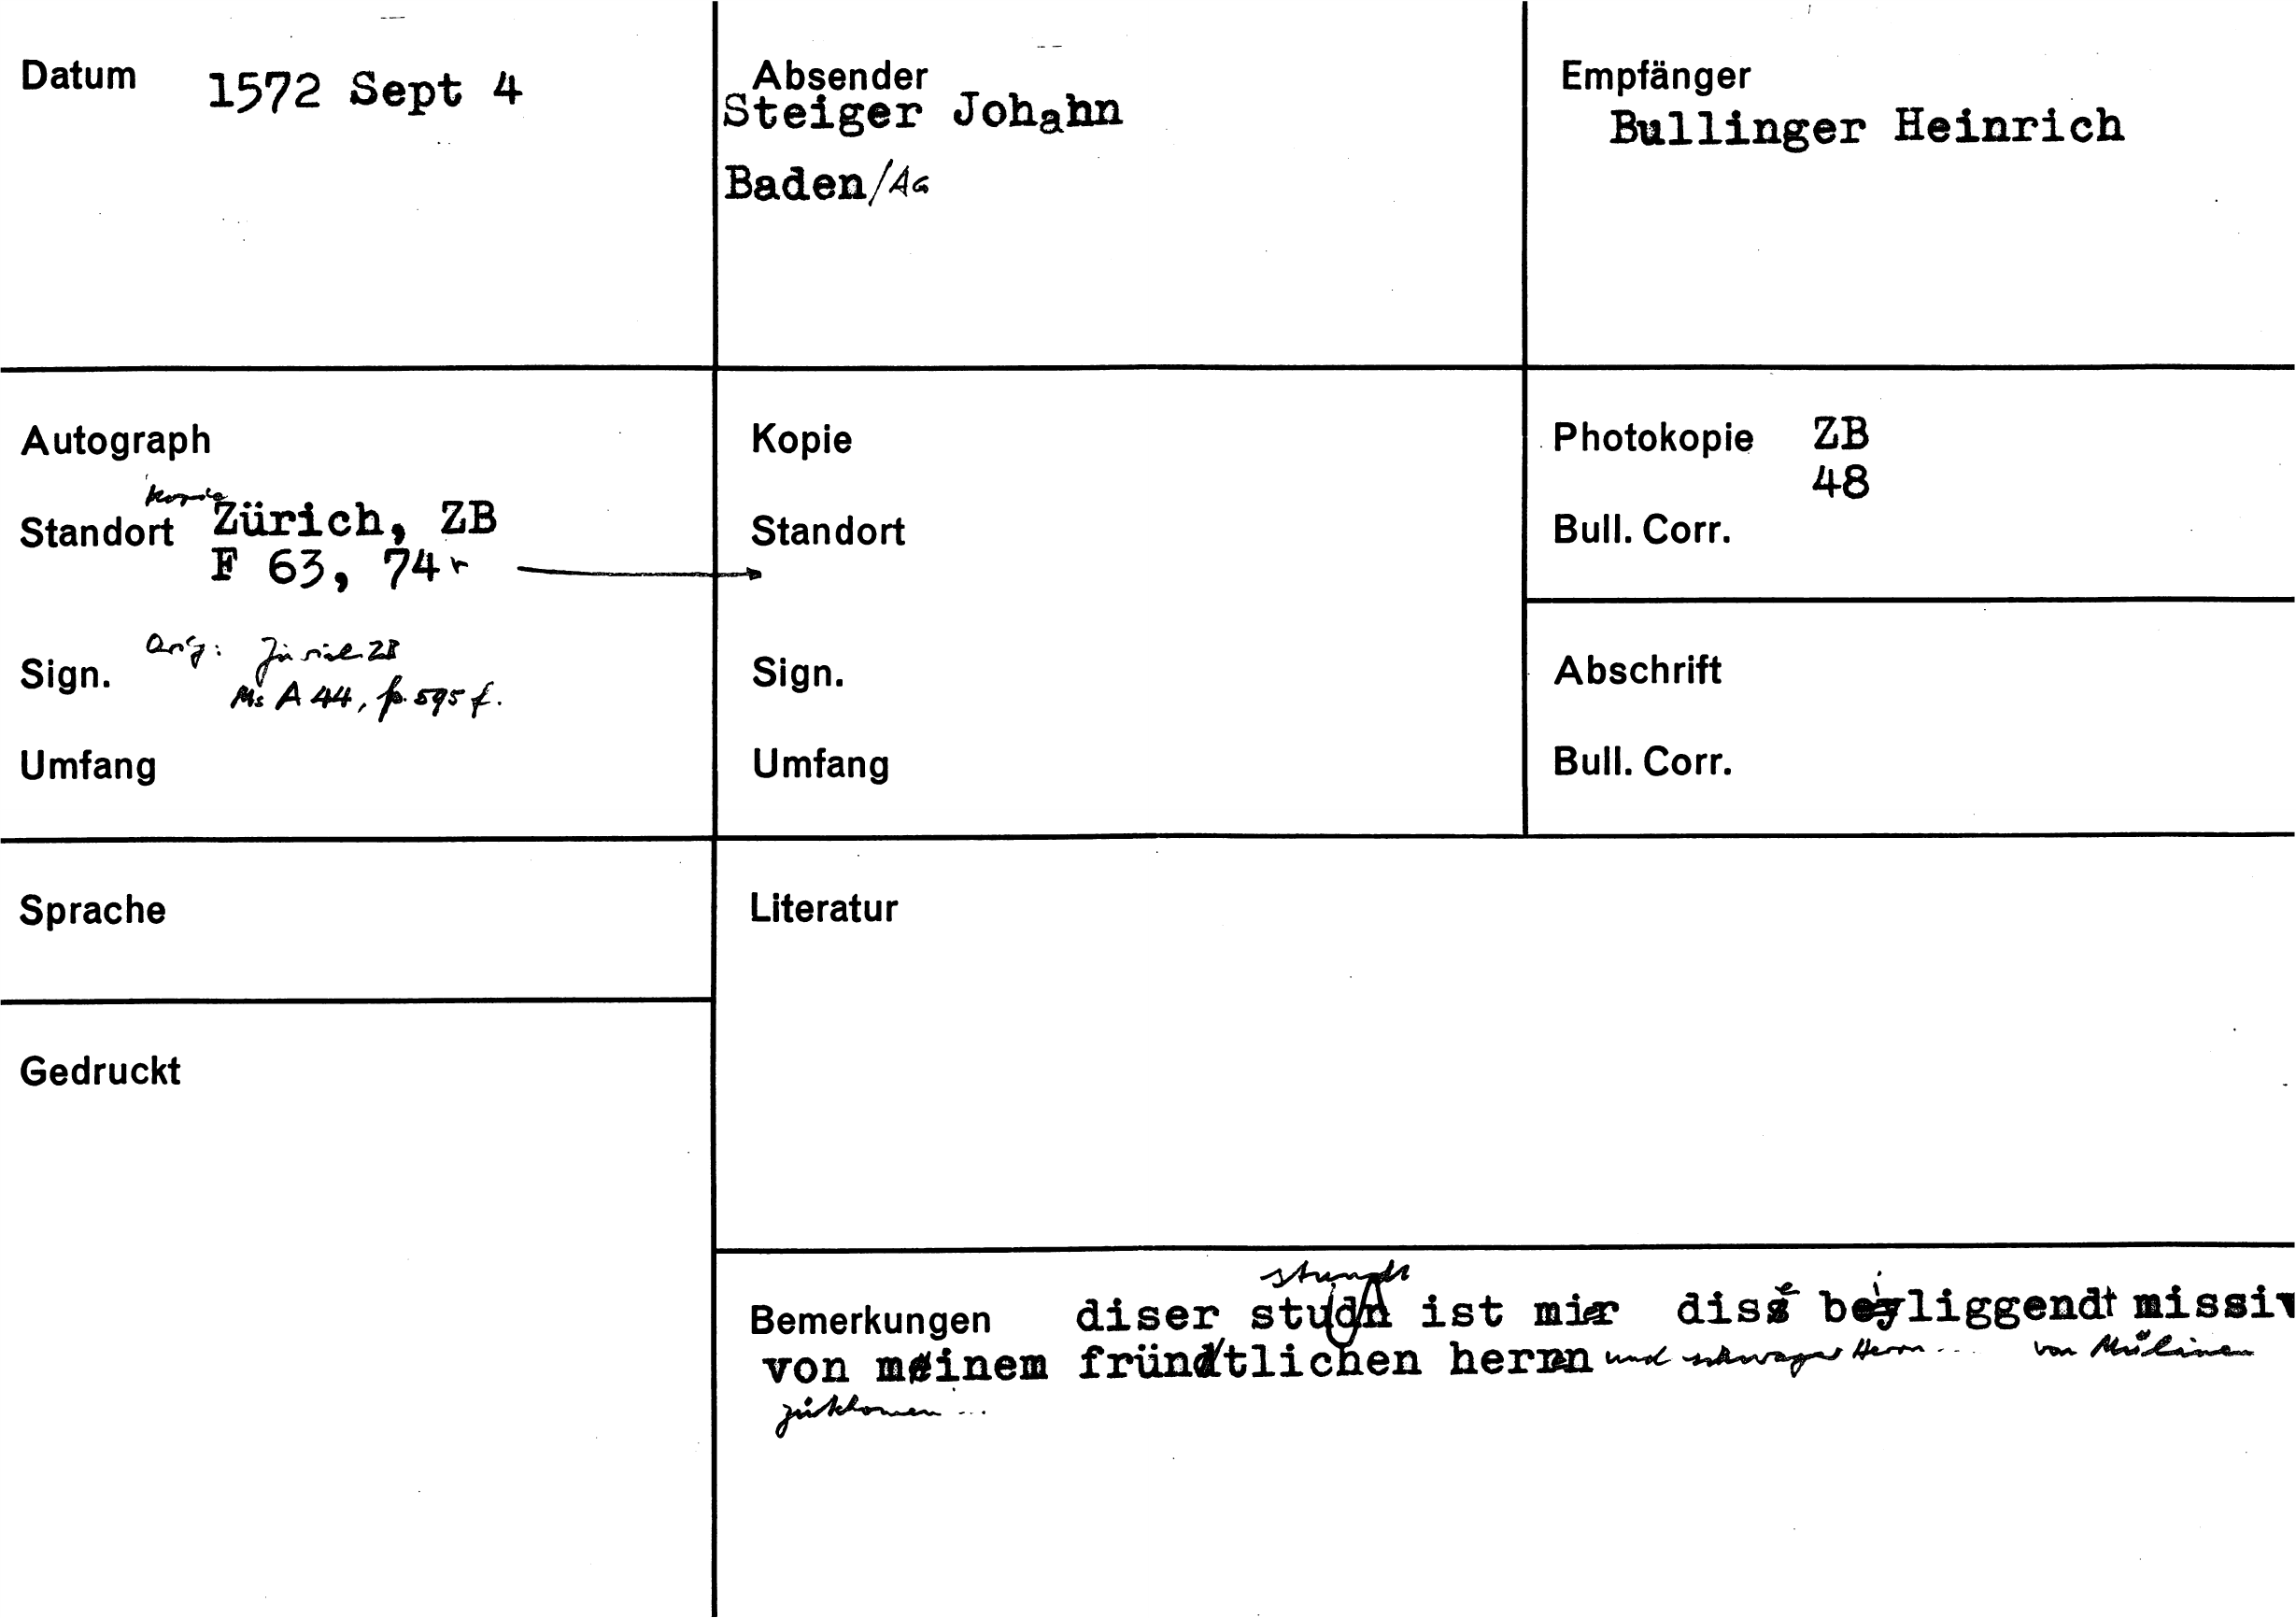 Datum 1572 Sept 4
Absender
Steiger Johahn
Baden/AG
Empfänger
Bullinger Heinrich
Autograph
Kopie
Standort Zürich, ZB
F 63, 74r
Sign. Orig: Zürich ZB
Ms A 44, p. 595 f.
Umfang
Kopie
Standort
Sign.
Umfang
Photokopie ZB
48
Bull. Corr.
Abschrift
Bull. Corr.
Sprache
Literatur
Gedruckt
stundt
Bemerkungen diser studn ist mir diss beyliggendt missiv
von meinem fründtlichen herrn und schwager Herrn... von Mülinen
zůkhomen ...